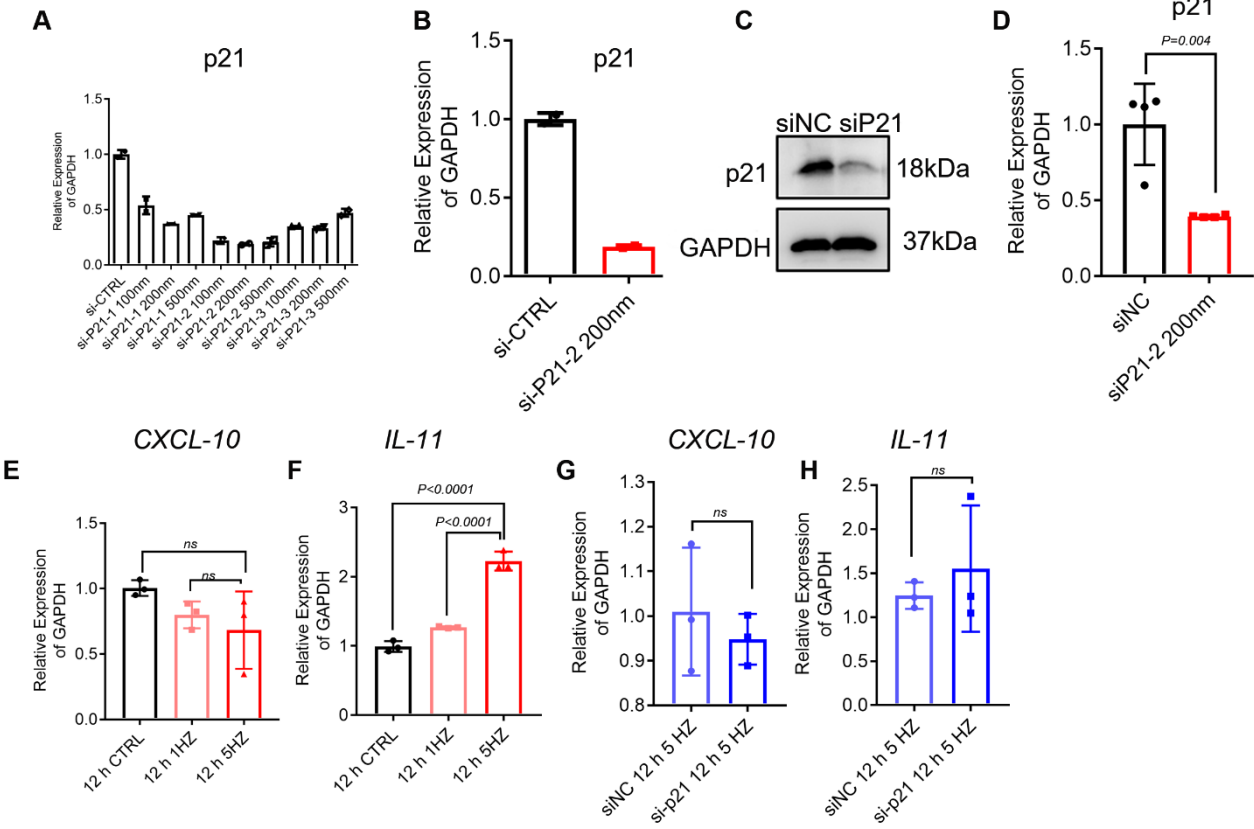 A
p21
Relative Expression
of GAPDH
1.5
1.0
0.5
0.0
si-CTRL
si-P21-1 100nm
si-P21-1 200nm
si-P21-1 500nm
si-P21-2 100nm
si-P21-2 200nm
si-P21-2 500nm
si-P21-3 100nm
si-P21-3 200nm
si-P21-3 500nm
B
p21
Relative Expression
of GAPDH
1.5
1.0
0.5
0.0
si-CTRL
si-P21-2 200nm
C
siNC siP21
p21
18kDa
GAPDH
37kDa
D
p21
P=0.004
Relative Expression
of GAPDH
1.5
1.0
0.5
0.0
siNC
siP21-2 200nm
E
CXCL-10
Relative Expression
of GAPDH
1.5
1.0
0.5
0.0
ns
ns
12 h CTRL
12 h 1HZ
12 h 5HZ
F
IL-11
Relative Expression
of GAPDH
3
2
1
0
P<0.0001
P<0.0001
12 h CTRL
12 h 1HZ
12 h 5HZ
G
CXCL-10
Relative Expression
of GAPDH
1.3
1.2
1.1
1.0
0.9
0.8
ns
siNC 12 h 5 HZ
si-p21 12 h 5 HZ
H
IL-11
Relative Expression
of GAPDH
2.5
2.0
1.5
1.0
0.5
0.0
ns
siNC 12 h 5 HZ
si-p21 12 h 5 HZ